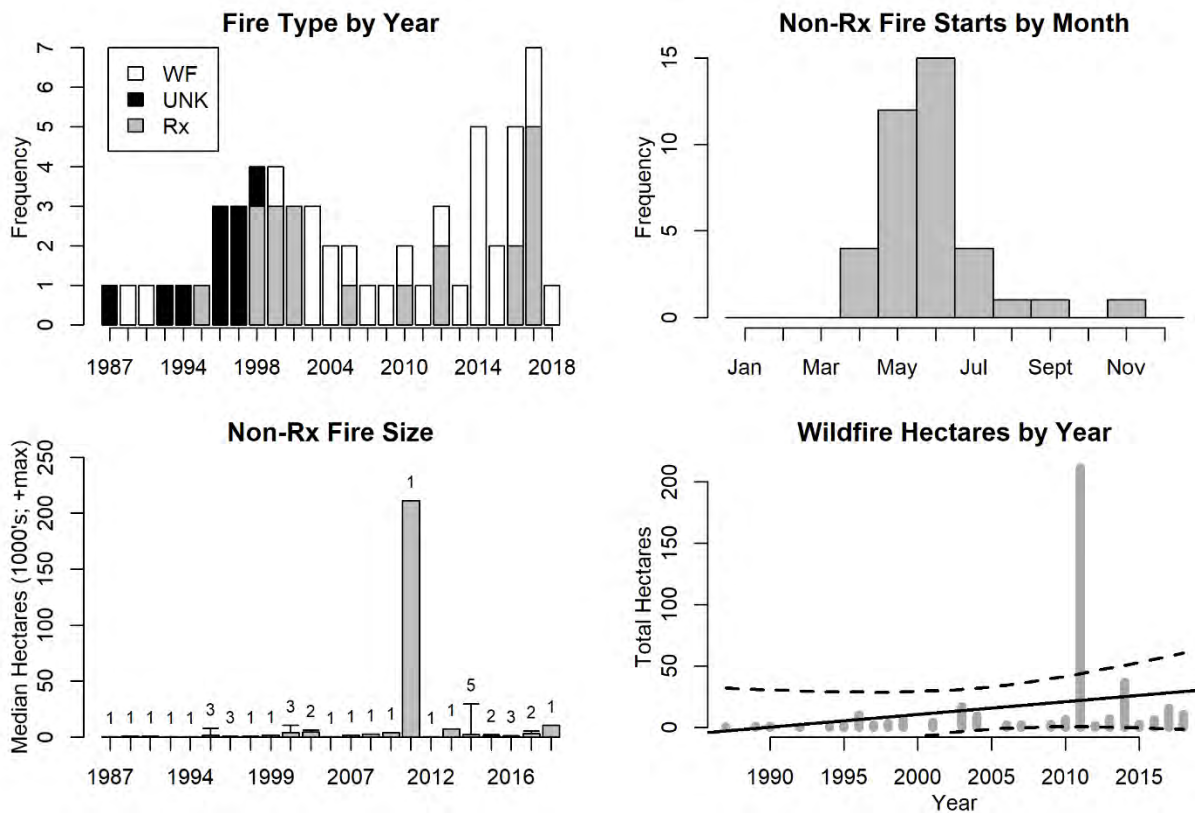 Fire Type by Year
Frequency
0 1 2 3 4 5 6 7
WF
UNK
Rx
1987 1994 1998 2004 2010 2014 2018
Non-Rx Fire Starts by Month
Frequency
0 5 10 15
Jan Mar May Jul Sept Nov
Non-Rx Fire Size
Median Hectares (1000's; +max)
0 50 100 150 200 250
1 1 1 1 1 3 3 1 1 3 2 1 1 1 1 1 1 1 5 2 3 2 1
1987 1994 1999 2007 2012 2016
Wildfire Hectares by Year
Total Hectares
0 50 100 150 200
1990 1995 2000 2005 2010 2015
Year